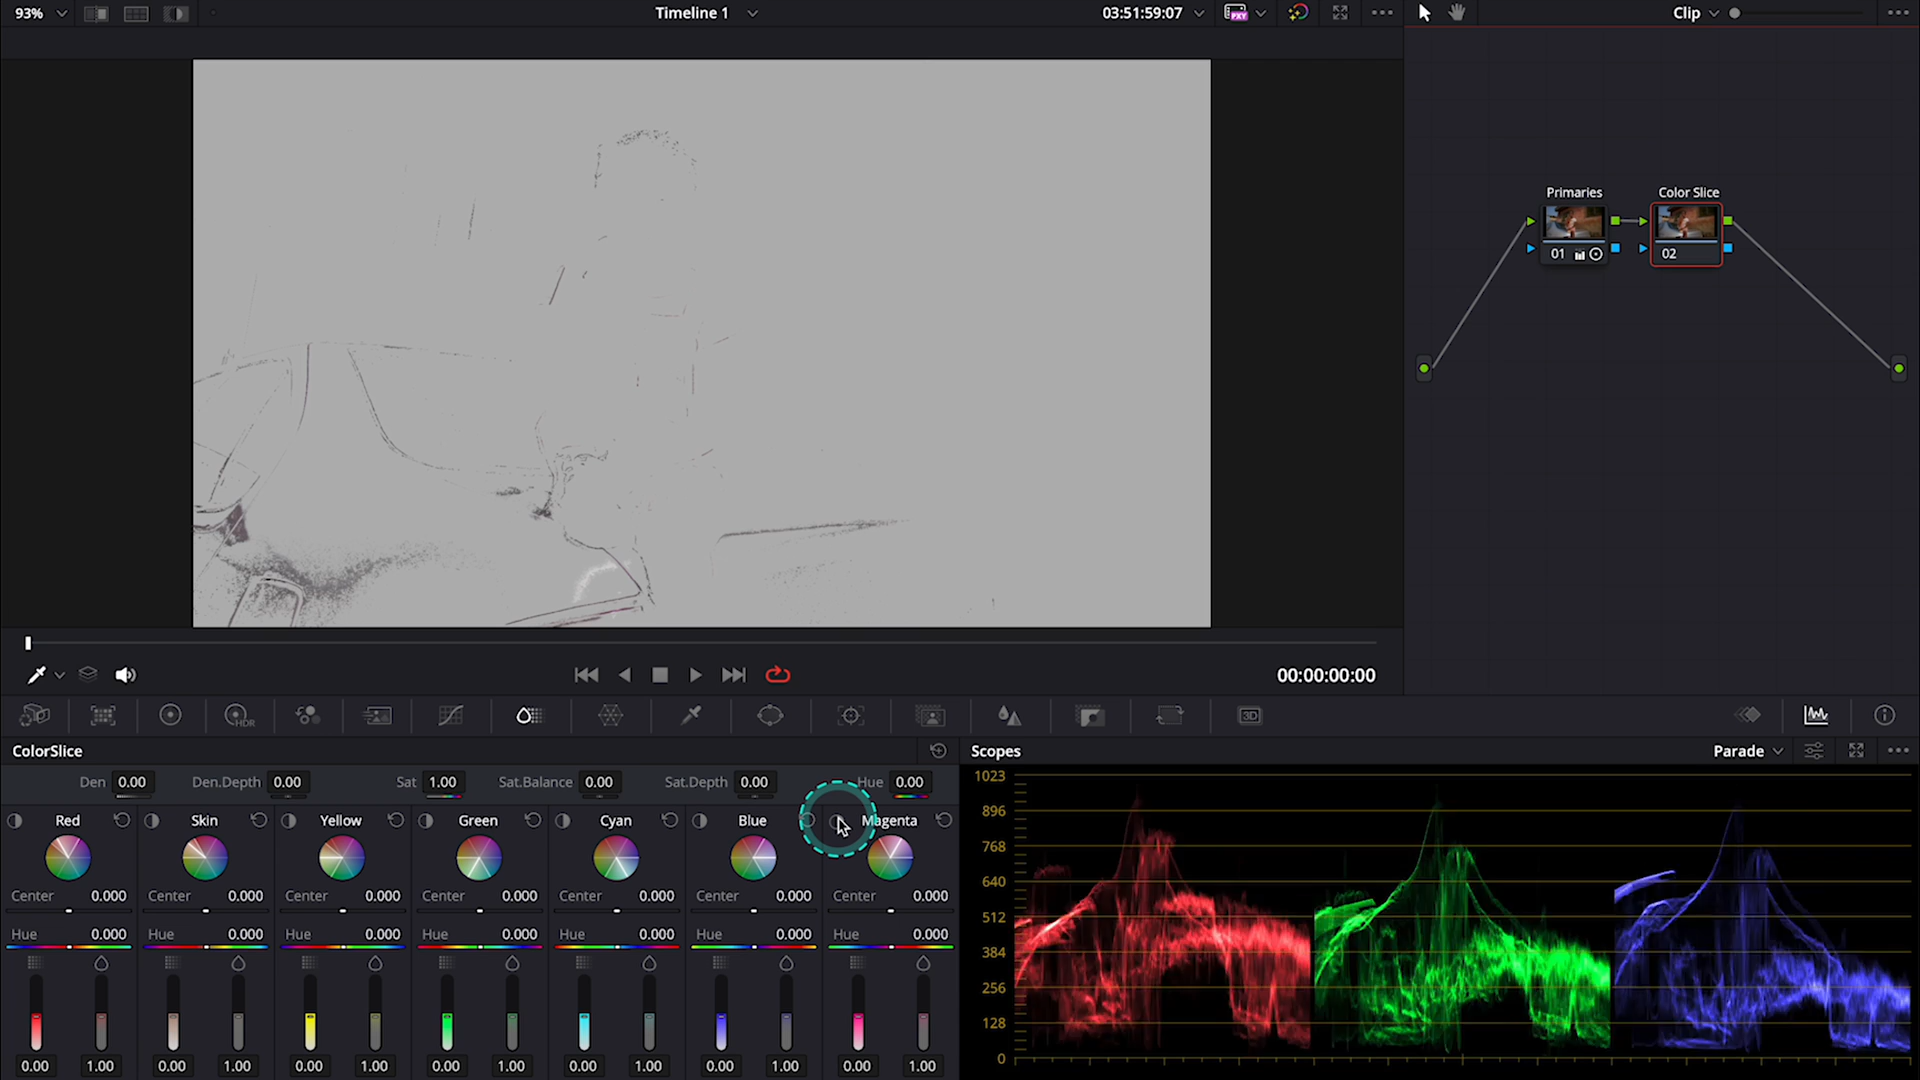 93% Timeline 1 03:51:59:07 PXY Clip
Primaries Color Slice
01 02
00:00:00:00
HDR 3D
ColorSlice Scopes Parade
Den 0.00 Den.Depth 0.00 Sat 1.00 Sat.Balance 0.00 Sat.Depth 0.00 Hue 0.00
Red Skin Yellow Green Cyan Blue Magenta
Center 0.000 Center 0.000 Center 0.000 Center 0.000 Center 0.000 Center 0.000 Center 0.000
Hue 0.000 Hue 0.000 Hue 0.000 Hue 0.000 Hue 0.000 Hue 0.000 Hue 0.000
0.00 1.00 0.00 1.00 0.00 1.00 0.00 1.00 0.00 1.00 0.00 1.00 0.00 1.00
1023
896
768
640
512
384
256
128
0